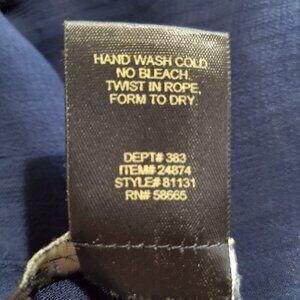 HAND WASH COLD,
NO BLEACH.
TWIST IN ROPE,
FORM TO DRY.
DEPT# 383
ITEM# 24874
STYLE# 81131
RN# 58665